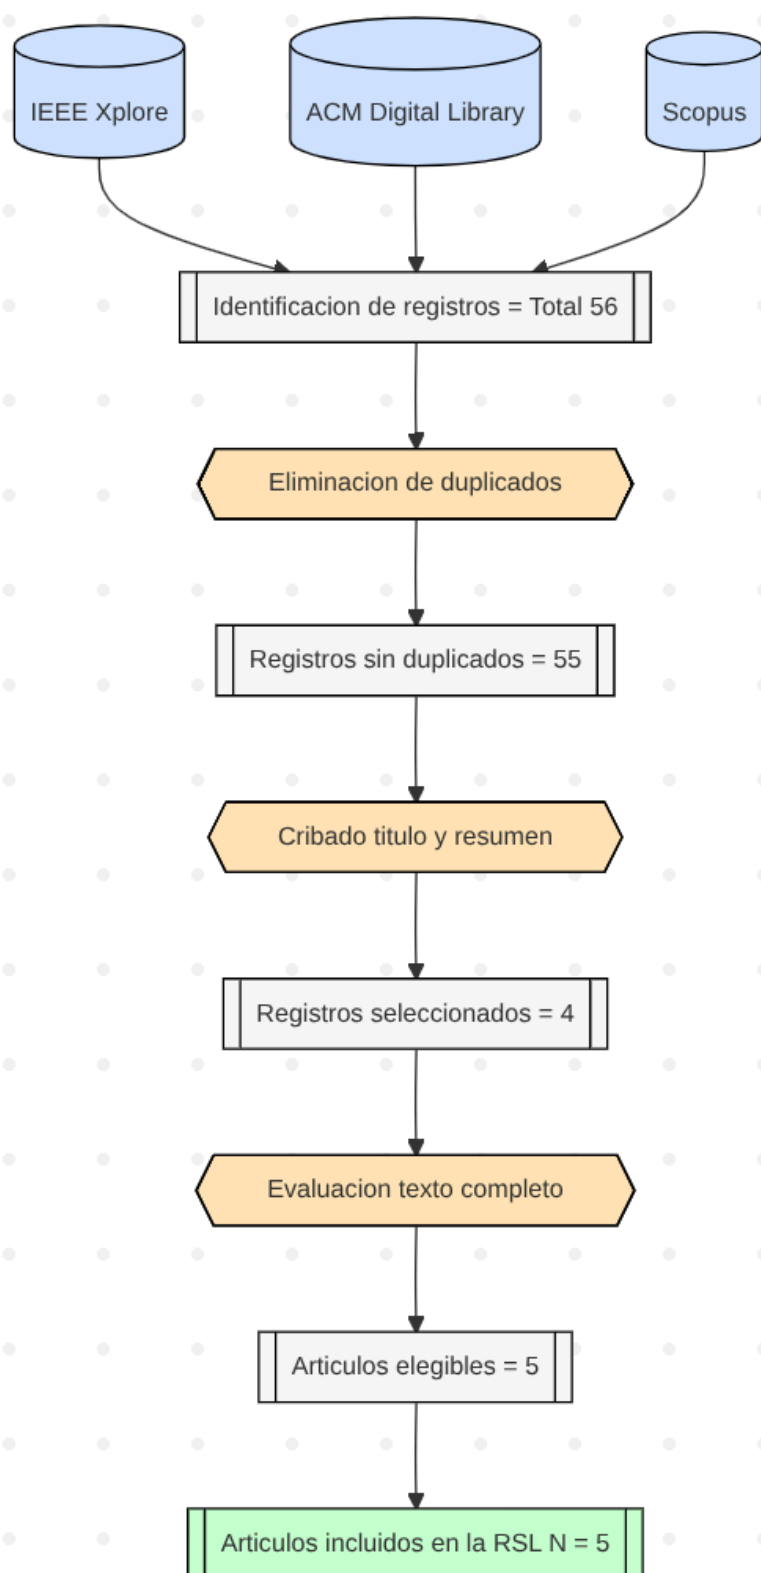 IEEE Xplore
ACM Digital Library
Scopus
Identificacion de registros = Total 56
Eliminacion de duplicados
Registros sin duplicados = 55
Cribado titulo y resumen
Registros seleccionados = 4
Evaluacion texto completo
Articulos elegibles = 5
Articulos incluidos en la RSL N = 5